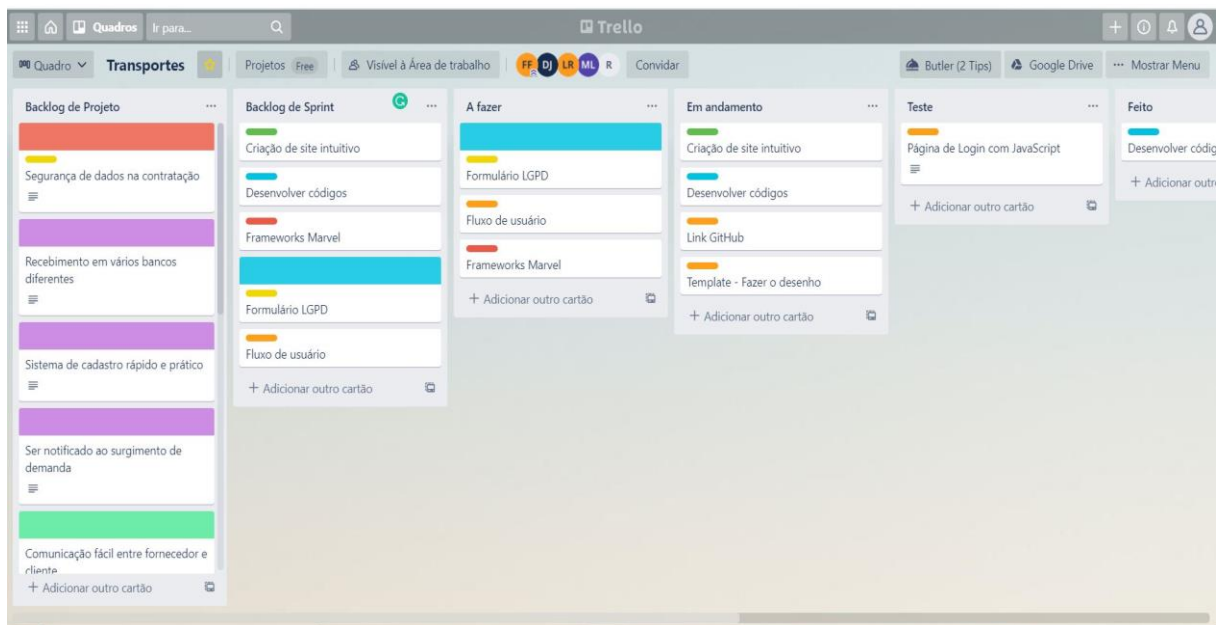 Quadros
Ir para...
Trello
Quadro
Transportes
Projetos Free
Visível à Área de trabalho
FF DJ LR ML R
Convidar
Butler (2 Tips)
Google Drive
... Mostrar Menu
Backlog de Projeto
Segurança de dados na contratação
Recebimento em vários bancos
diferentes
Sistema de cadastro rápido e prático
Ser notificado ao surgimento de
demanda
Comunicação fácil entre fornecedor e
cliente
+ Adicionar outro cartão
Backlog de Sprint
Criação de site intuitivo
Desenvolver códigos
Frameworks Marvel
Formulário LGPD
Fluxo de usuário
+ Adicionar outro cartão
A fazer
Formulário LGPD
Fluxo de usuário
Frameworks Marvel
+ Adicionar outro cartão
Em andamento
Criação de site intuitivo
Desenvolver códigos
Link GitHub
Template - Fazer o desenho
+ Adicionar outro cartão
Teste
Página de Login com JavaScript
+ Adicionar outro cartão
Feito
Desenvolver códig
+ Adicionar outr